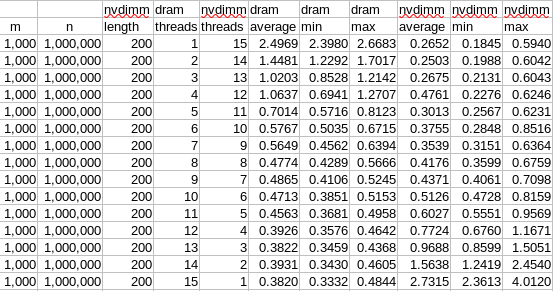 nvdimm dram nvdimm dram dram dram nvdimm nvdimm nvdimm
m n length threads threads average min max average min max
1,000 1,000,000 200 1 15 2.4969 2.3980 2.6683 0.2652 0.1845 0.5940
1,000 1,000,000 200 2 14 1.4481 1.2292 1.7017 0.2503 0.1988 0.6042
1,000 1,000,000 200 3 13 1.0203 0.8528 1.2142 0.2675 0.2131 0.6043
1,000 1,000,000 200 4 12 1.0637 0.6941 1.2707 0.4761 0.2276 0.6246
1,000 1,000,000 200 5 11 0.7014 0.5716 0.8123 0.3013 0.2567 0.6231
1,000 1,000,000 200 6 10 0.5767 0.5035 0.6715 0.3755 0.2848 0.8516
1,000 1,000,000 200 7 9 0.5649 0.4562 0.6394 0.3539 0.3151 0.6364
1,000 1,000,000 200 8 8 0.4774 0.4289 0.5666 0.4176 0.3599 0.6759
1,000 1,000,000 200 9 7 0.4865 0.4106 0.5245 0.4371 0.4061 0.7098
1,000 1,000,000 200 10 6 0.4713 0.3851 0.5153 0.5126 0.4728 0.8159
1,000 1,000,000 200 11 5 0.4563 0.3681 0.4958 0.6027 0.5551 0.9569
1,000 1,000,000 200 12 4 0.3926 0.3576 0.4642 0.7724 0.6760 1.1671
1,000 1,000,000 200 13 3 0.3822 0.3459 0.4368 0.9688 0.8599 1.5051
1,000 1,000,000 200 14 2 0.3931 0.3430 0.4605 1.5638 1.2419 2.4540
1,000 1,000,000 200 15 1 0.3820 0.3332 0.4844 2.7315 2.3613 4.0120